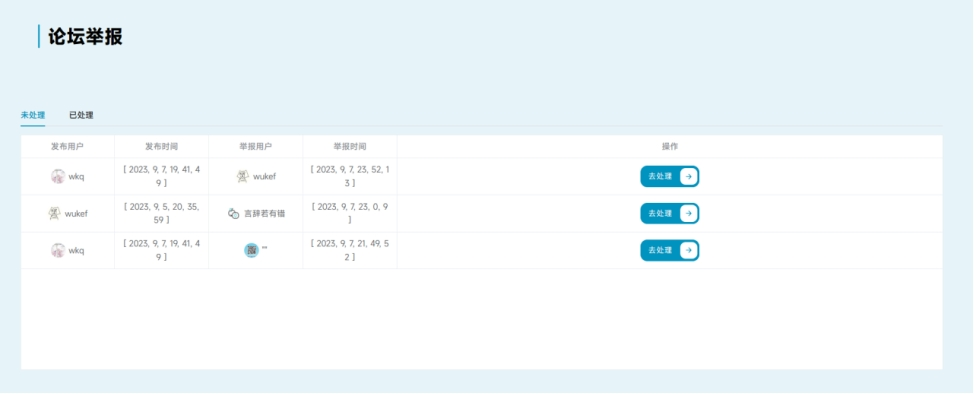 论坛举报
未处理 已处理
发布用户 发布时间 举报用户 举报时间 操作
wkq [ 2023, 9, 7, 19, 41, 4 wukef [ 2023, 9, 7, 23, 52, 1 去处理
9 ] 3 ]
wukef [ 2023, 9, 5, 20, 35, 言辞若有错 [ 2023, 9, 7, 23, 0, 9 去处理
59 ] ]
wkq [ 2023, 9, 7, 19, 41, 4 [ 2023, 9, 7, 21, 49, 5 去处理
9 ] 2 ]